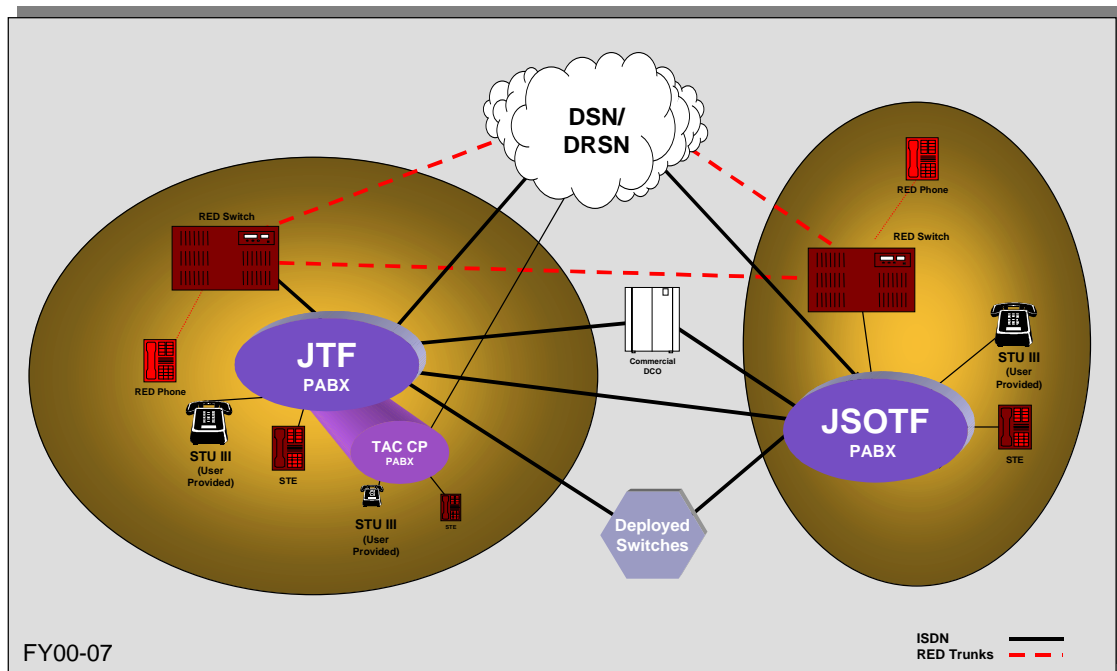 DSN/
DRSN
RED Phone
RED Switch
RED Switch
JTF
PABX
Commercial
DCO
STU III
(User
Provided)
RED Phone
JSOTF
PABX
TAC CP
PABX
STU III
(User
Provided)
STE
STE
STU III
(User
Provided)
STE
Deployed
Switches
FY00-07
ISDN
RED Trunks